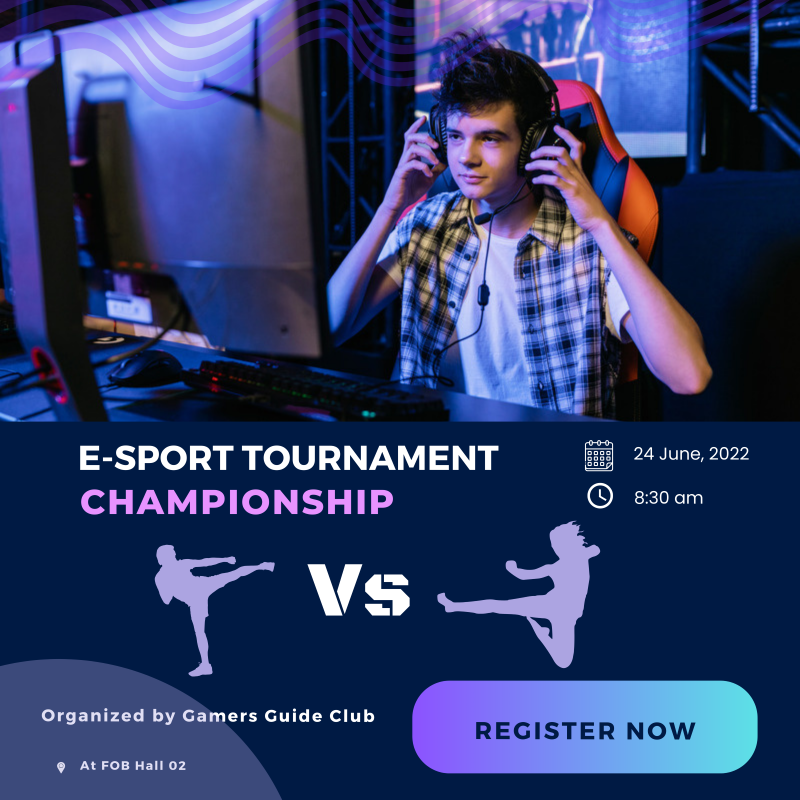 E-SPORT TOURNAMENT
CHAMPIONSHIP
24 June, 2022
8:30 am
Vs
Organized by Gamers Guide Club
At FOB Hall 02
REGISTER NOW